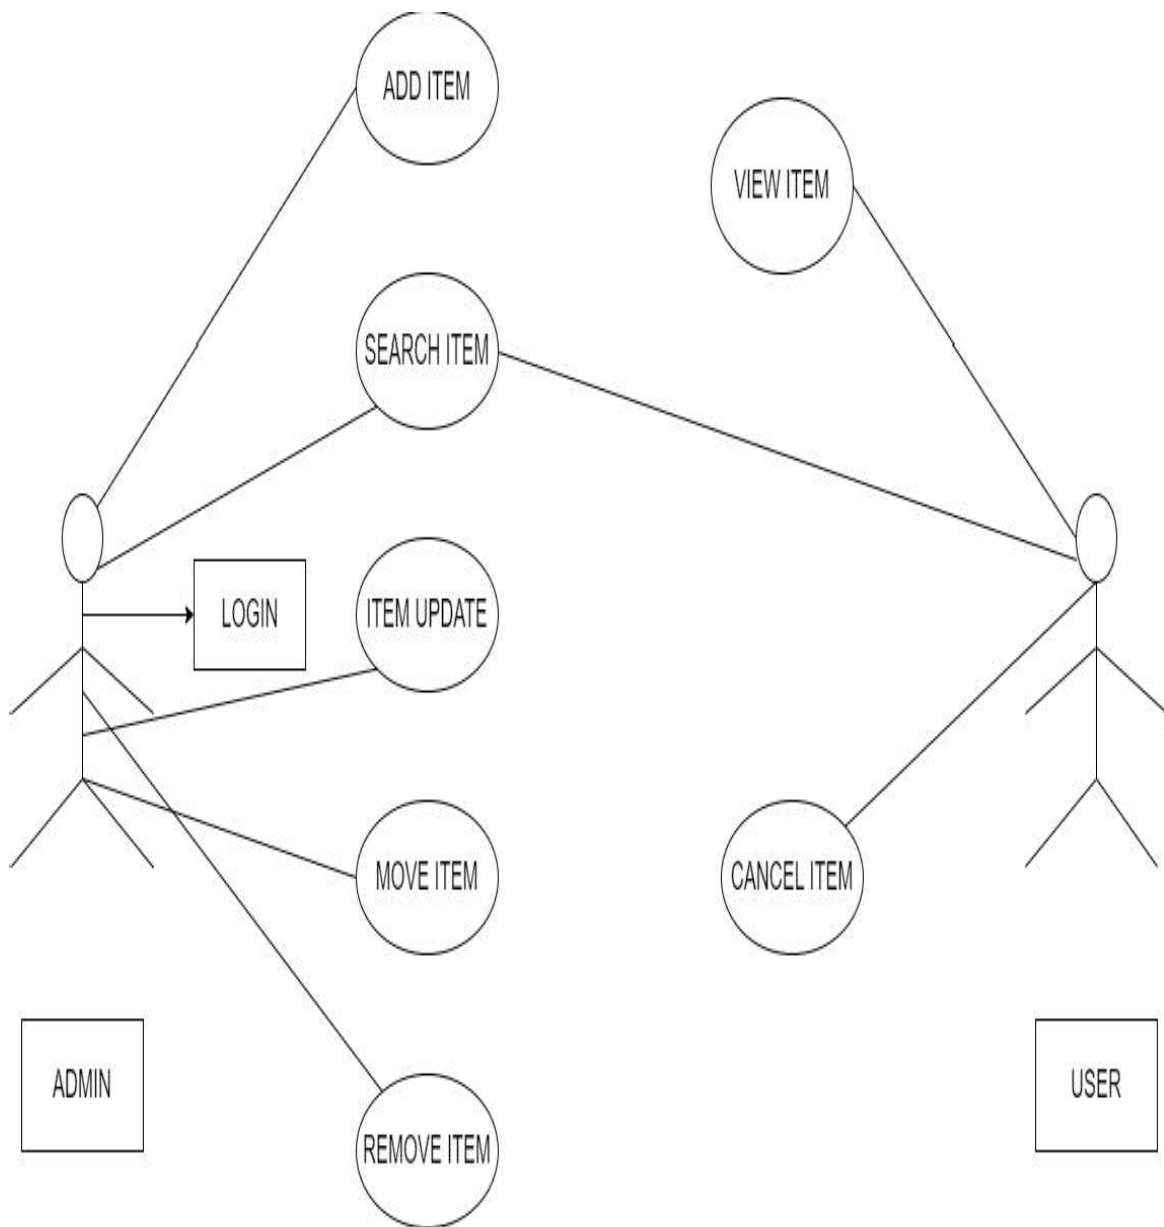 ADD ITEM
VIEW ITEM
SEARCH ITEM
LOGIN
ITEM UPDATE
MOVE ITEM
CANCEL ITEM
ADMIN
USER
REMOVE ITEM